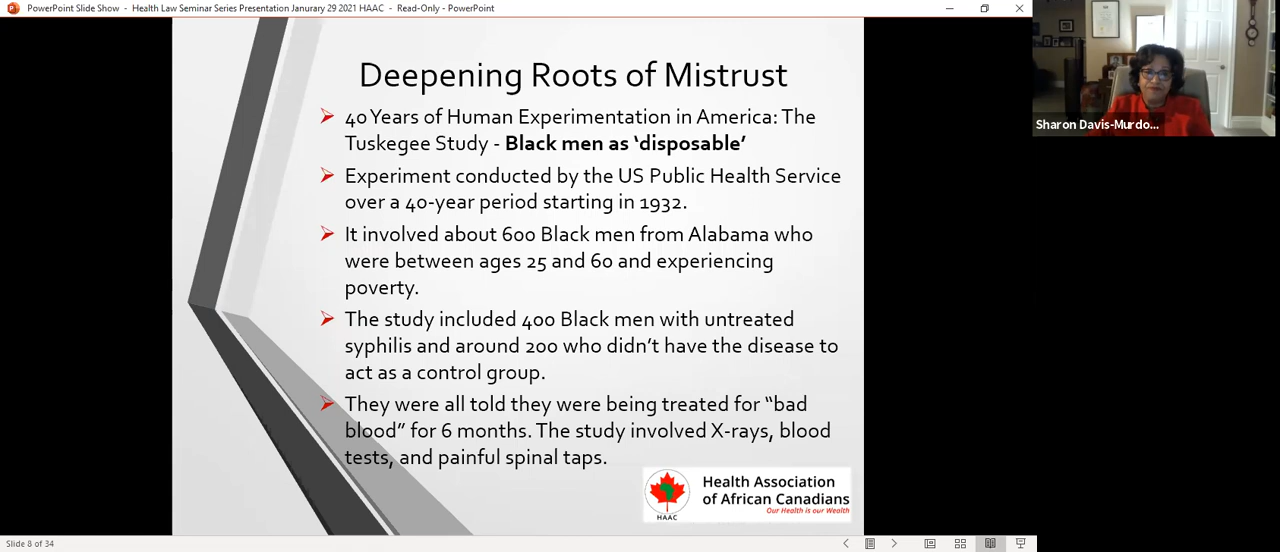 PowerPoint Slide Show - Health Law Seminar Series Presentation Janurary 29 2021 HAAC - Read-Only - PowerPoint
Deepening Roots of Mistrust
40 Years of Human Experimentation in America: The
Tuskegee Study - Black men as ‘disposable’
Experiment conducted by the US Public Health Service
over a 40-year period starting in 1932.
It involved about 600 Black men from Alabama who
were between ages 25 and 60 and experiencing
poverty.
The study included 400 Black men with untreated
syphilis and around 200 who didn’t have the disease to
act as a control group.
They were all told they were being treated for “bad
blood” for 6 months. The study involved X-rays, blood
tests, and painful spinal taps.
Health Association
of African Canadians
Our Health is our Wealth
HAAC
Sharon Davis-Murdo...
Slide 8 of 34